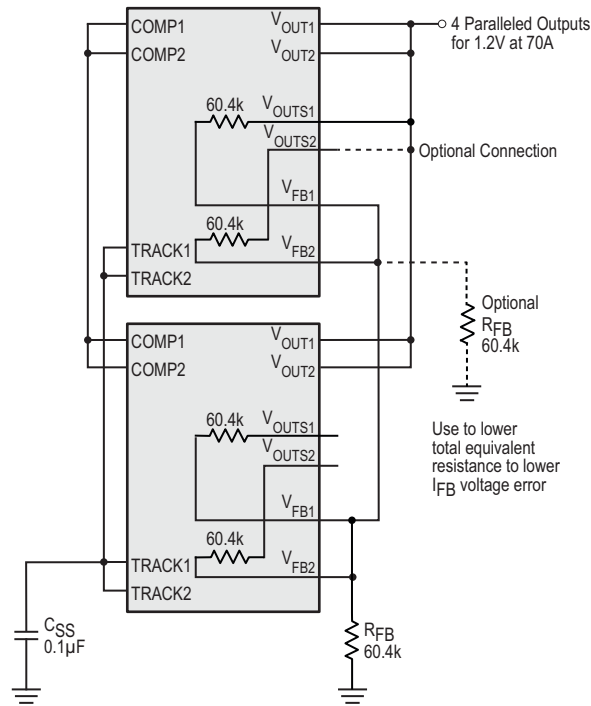 COMP1
COMP2
VOUT1
VOUT2
4 Paralleled Outputs
for 1.2V at 70A
60.4k
VOUTS1
VOUTS2
Optional Connection
VFB1
60.4k
VFB2
TRACK1
TRACK2
Optional
RFB
60.4k
COMP1
COMP2
VOUT1
VOUT2
Use to lower
total equivalent
resistance to lower
IFB voltage error
60.4k
VOUTS1
VOUTS2
VFB1
60.4k
VFB2
TRACK1
TRACK2
CSS
0.1µF
RFB
60.4k